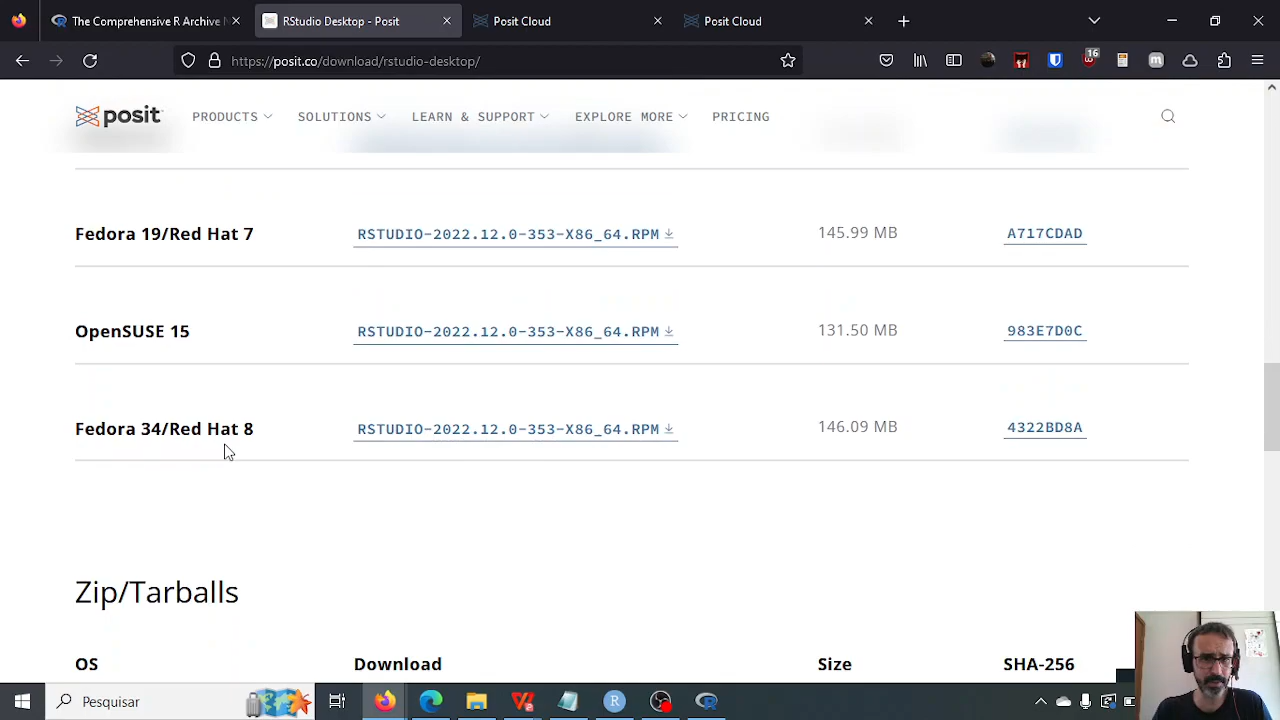 The Comprehensive R Archive N
RStudio Desktop - Posit
Posit Cloud
Posit Cloud
https://posit.co/download/rstudio-desktop/
16
posit
PRODUCTS
SOLUTIONS
LEARN & SUPPORT
EXPLORE MORE
PRICING
Fedora 19/Red Hat 7
RSTUDIO-2022.12.0-353-X86_64.RPM
145.99 MB
A717CDAD
OpenSUSE 15
RSTUDIO-2022.12.0-353-X86_64.RPM
131.50 MB
983E7D0C
Fedora 34/Red Hat 8
RSTUDIO-2022.12.0-353-X86_64.RPM
146.09 MB
4322BD8A
Zip/Tarballs
OS
Download
Size
SHA-256
Pesquisar